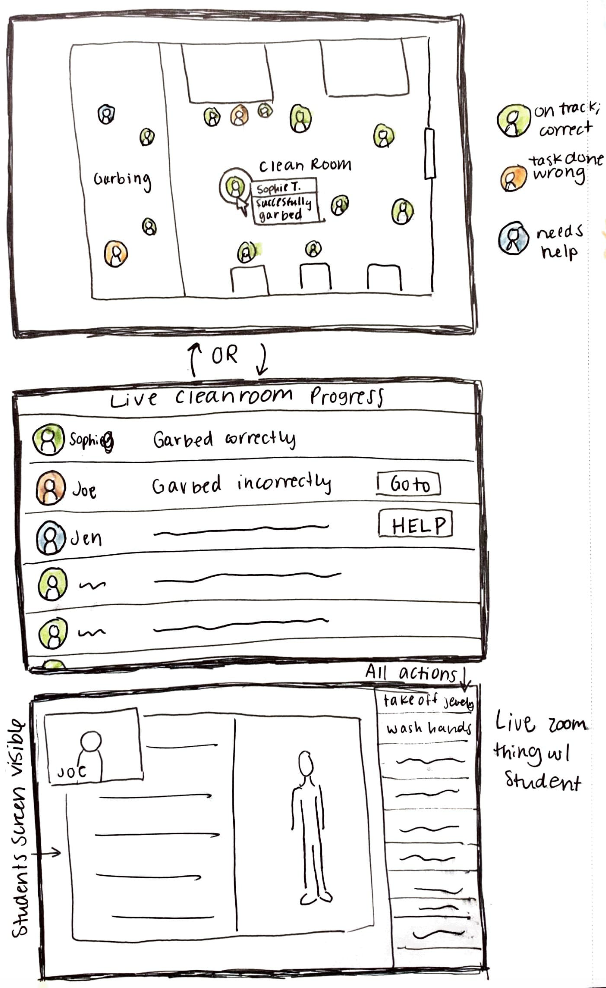 on track,
correct
task done
wrong
needs
help
Garbing
Clean Room
Sophie T.
succesfully
garbed
OR
Live Cleanroom Progress
Sophie
Garbed correctly
Joe
Garbed incorrectly
Go to
Jen
HELP
All actions
take off jewelry
wash hands
JOE
Students screen visible
Live zoom
thing w/
student